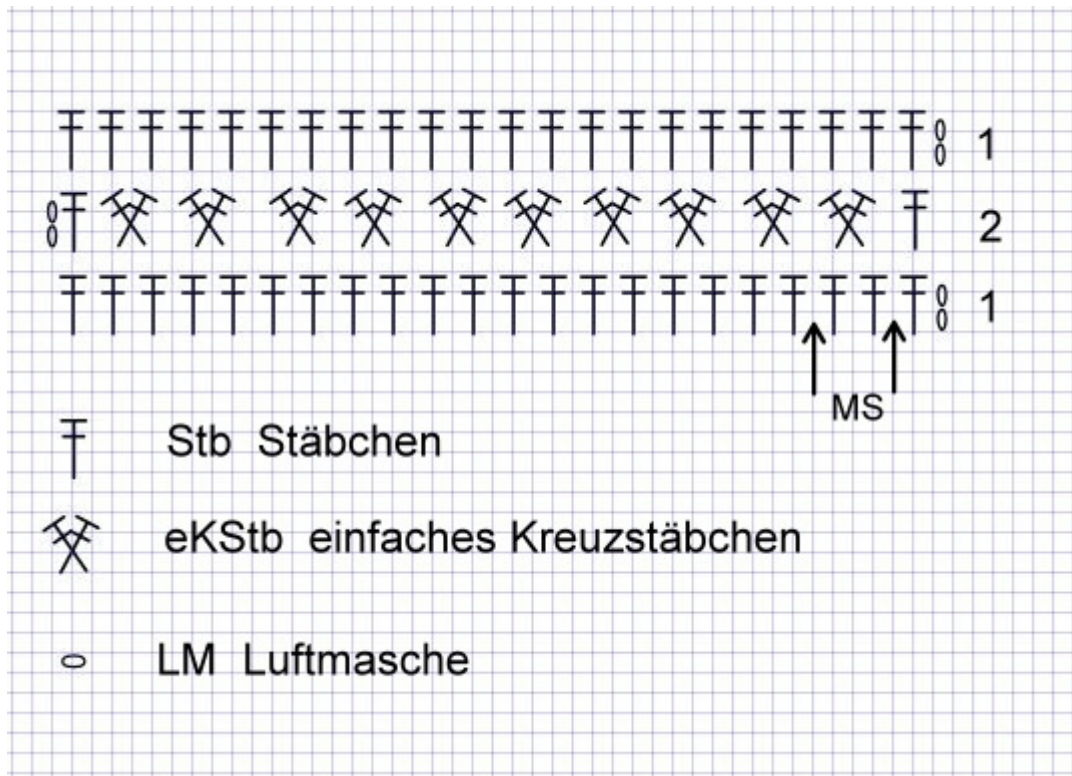 1
2
1
MS
Stb Stäbchen
eKStb einfaches Kreuzstäbchen
LM Luftmasche